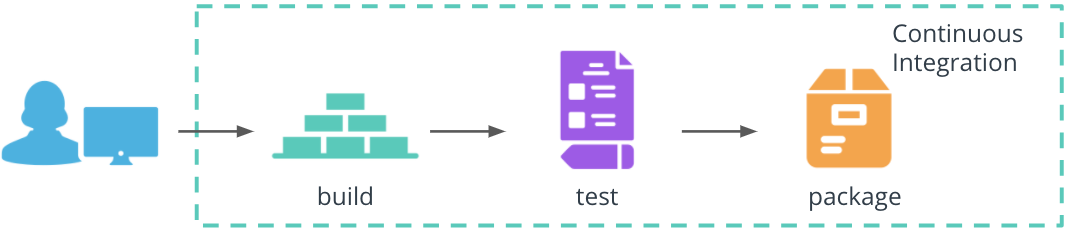 Continuous
Integration
build
test
package